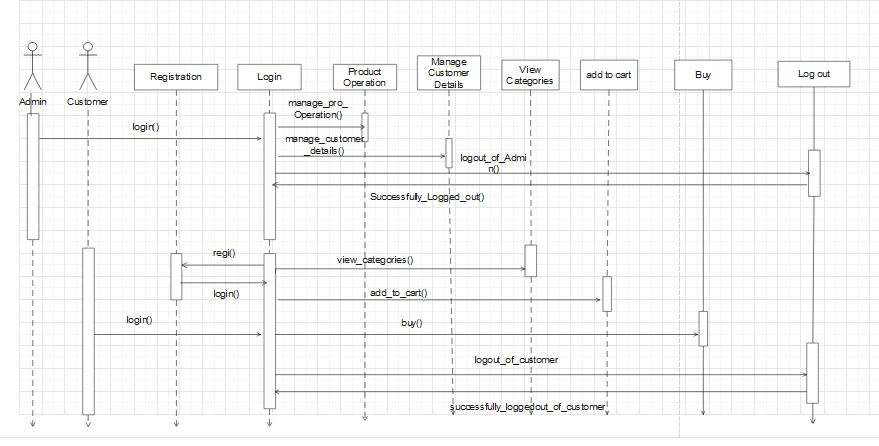 Admin
Customer
Registration
Login
Product
Operation
Manage
Customer
Details
View
Categories
add to cart
Buy
Log out
manage_pro_
Operation()
login()
manage_customer
_details()
logout_of_Admi
n()
Successfully_Logged_out()
regi()
view_categories()
login()
add_to_cart()
login()
buy()
logout_of_customer
successfully_loggedout_of_customer